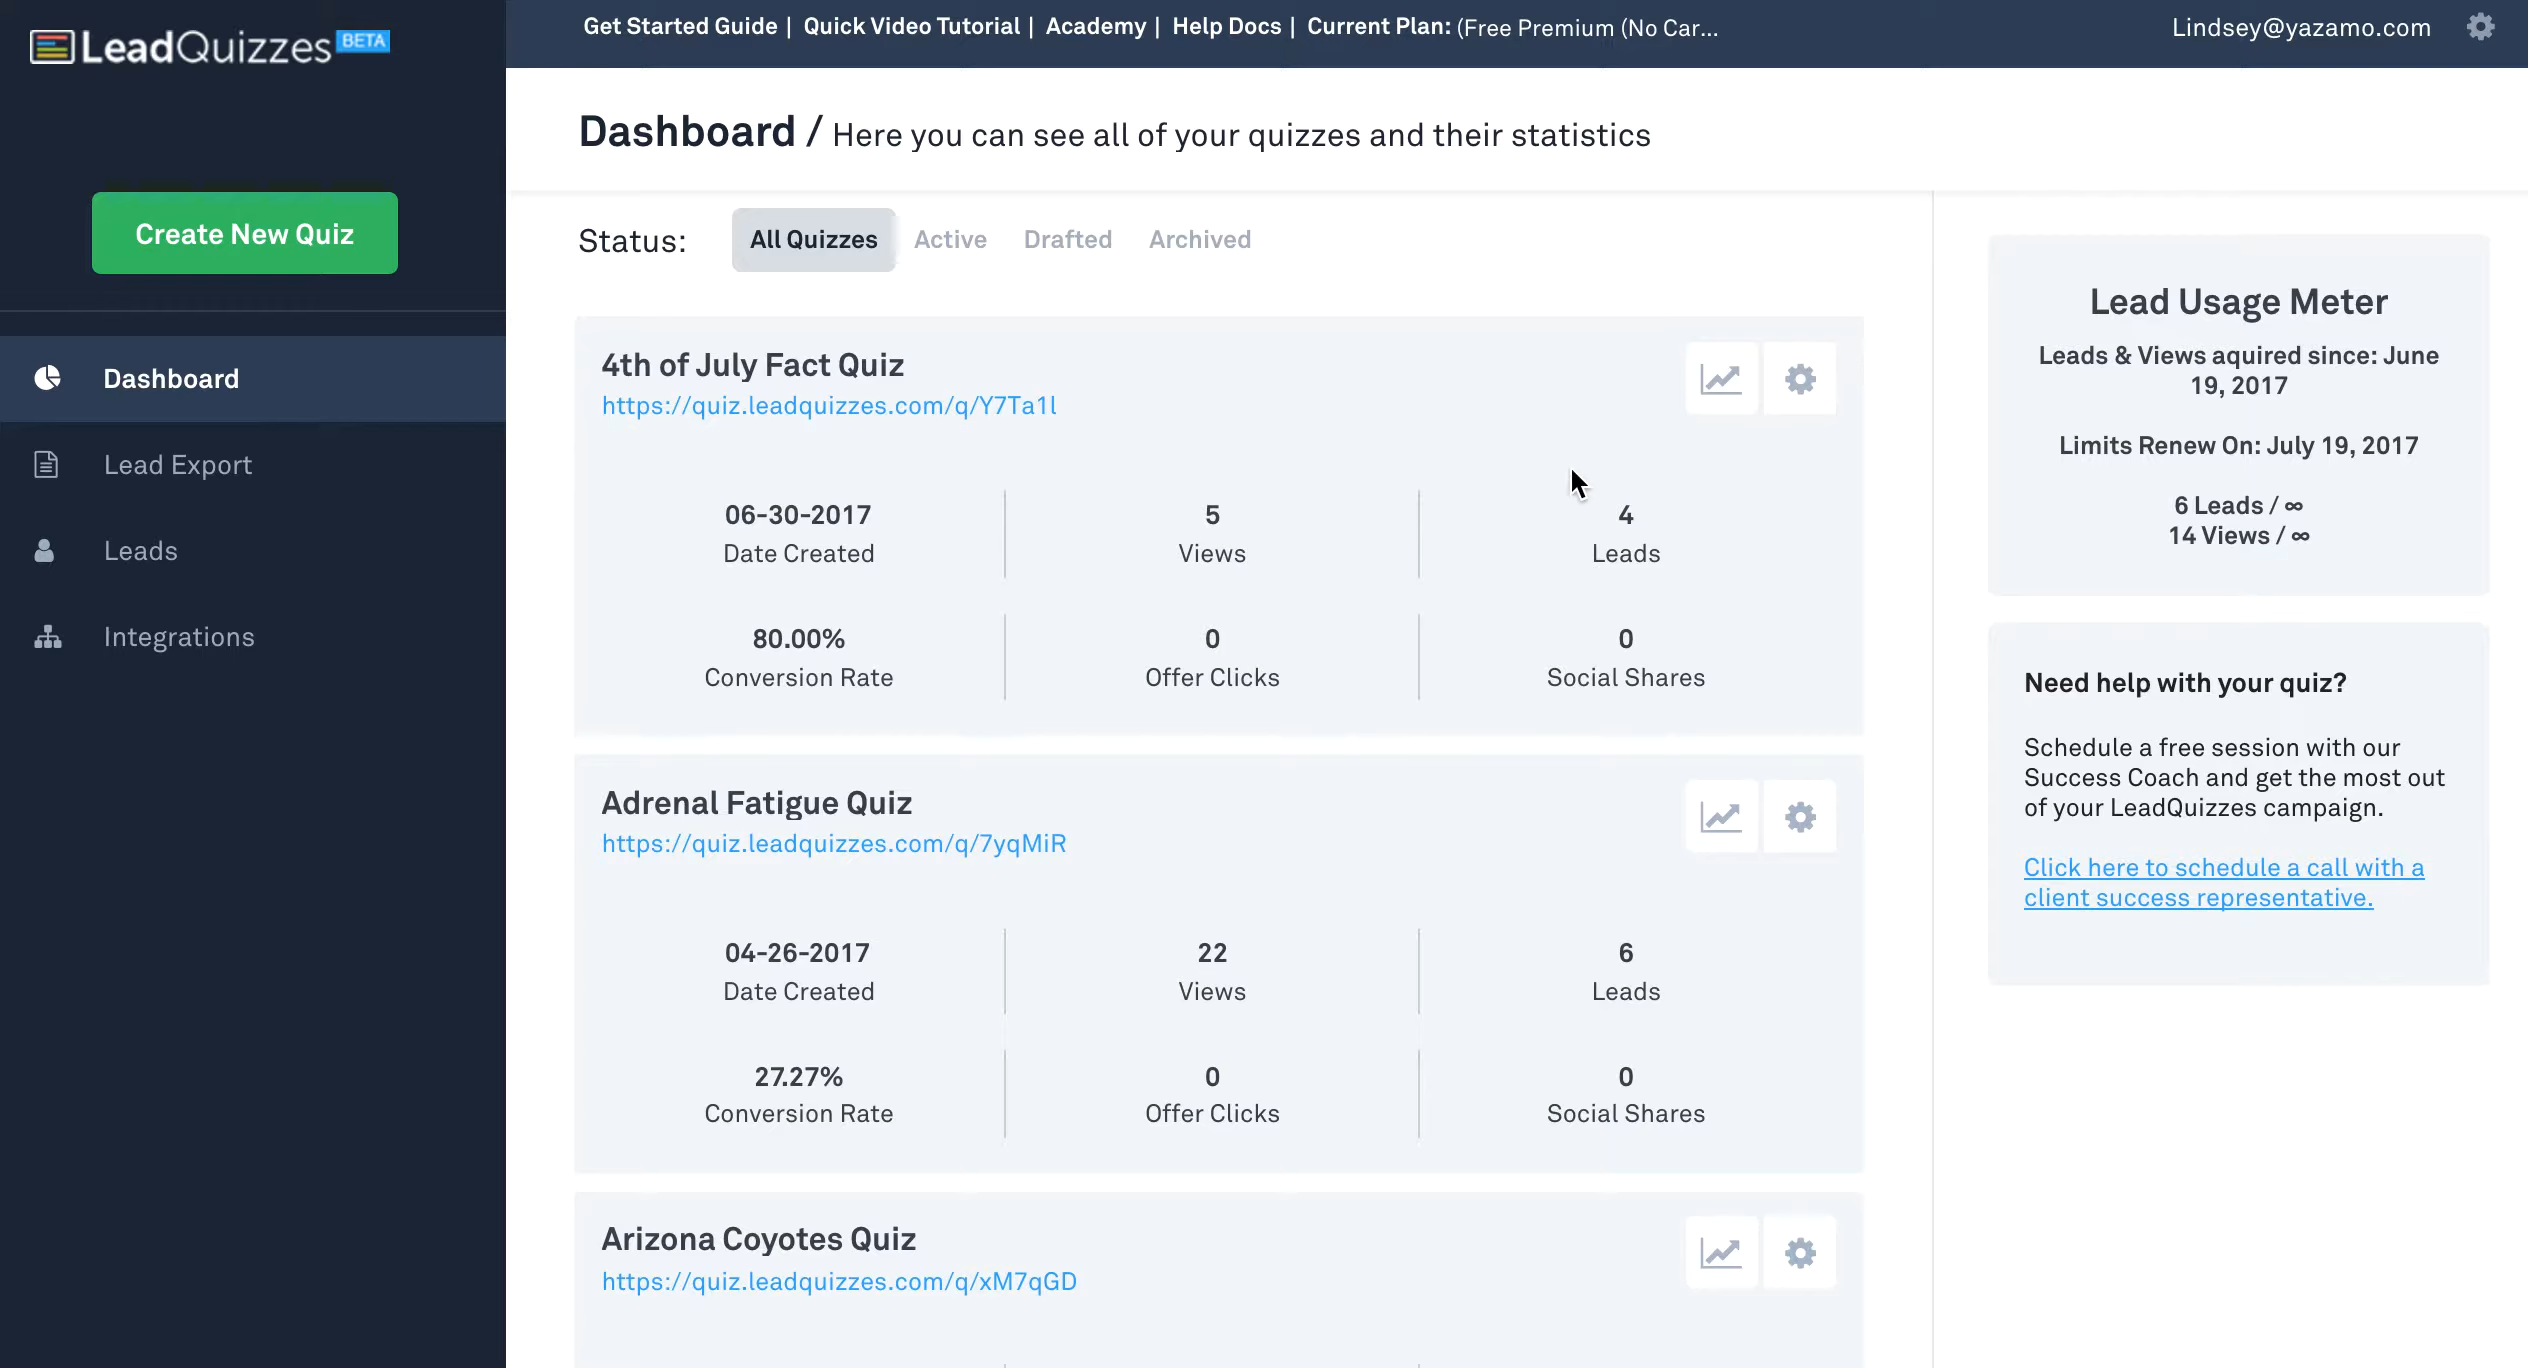 LeadQuizzes BETA
Get Started Guide | Quick Video Tutorial | Academy | Help Docs | Current Plan: (Free Premium (No Car...
Lindsey@yazamo.com
Create New Quiz
Dashboard
Lead Export
Leads
Integrations
Dashboard / Here you can see all of your quizzes and their statistics
Status: All Quizzes Active Drafted Archived
4th of July Fact Quiz
https://quiz.leadquizzes.com/q/Y7Ta1l
06-30-2017 5 4
Date Created Views Leads
80.00% 0 0
Conversion Rate Offer Clicks Social Shares
Adrenal Fatigue Quiz
https://quiz.leadquizzes.com/q/7yqMiR
04-26-2017 22 6
Date Created Views Leads
27.27% 0 0
Conversion Rate Offer Clicks Social Shares
Arizona Coyotes Quiz
https://quiz.leadquizzes.com/q/xM7qGD
Lead Usage Meter
Leads & Views aquired since: June
19, 2017
Limits Renew On: July 19, 2017
6 Leads / ∞
14 Views / ∞
Need help with your quiz?
Schedule a free session with our
Success Coach and get the most out
of your LeadQuizzes campaign.
Click here to schedule a call with a
client success representative.